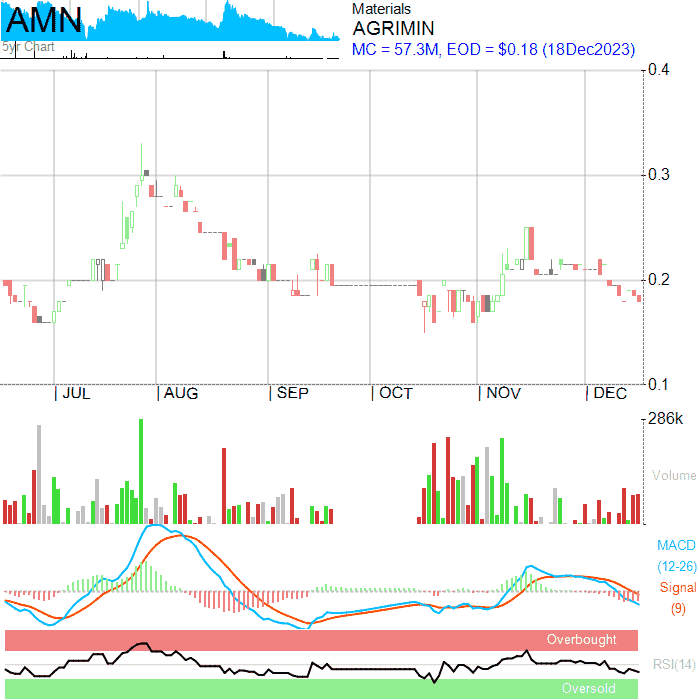 AMN
5yr Chart
Materials
AGRIMIN
MC = 57.3M, EOD = $0.18 (18Dec2023)
0.4
0.3
0.2
0.1
JUL AUG SEP OCT NOV DEC
286k
Volume
MACD
(12-26)
Signal
(9)
Overbought
RSI(14)
Oversold